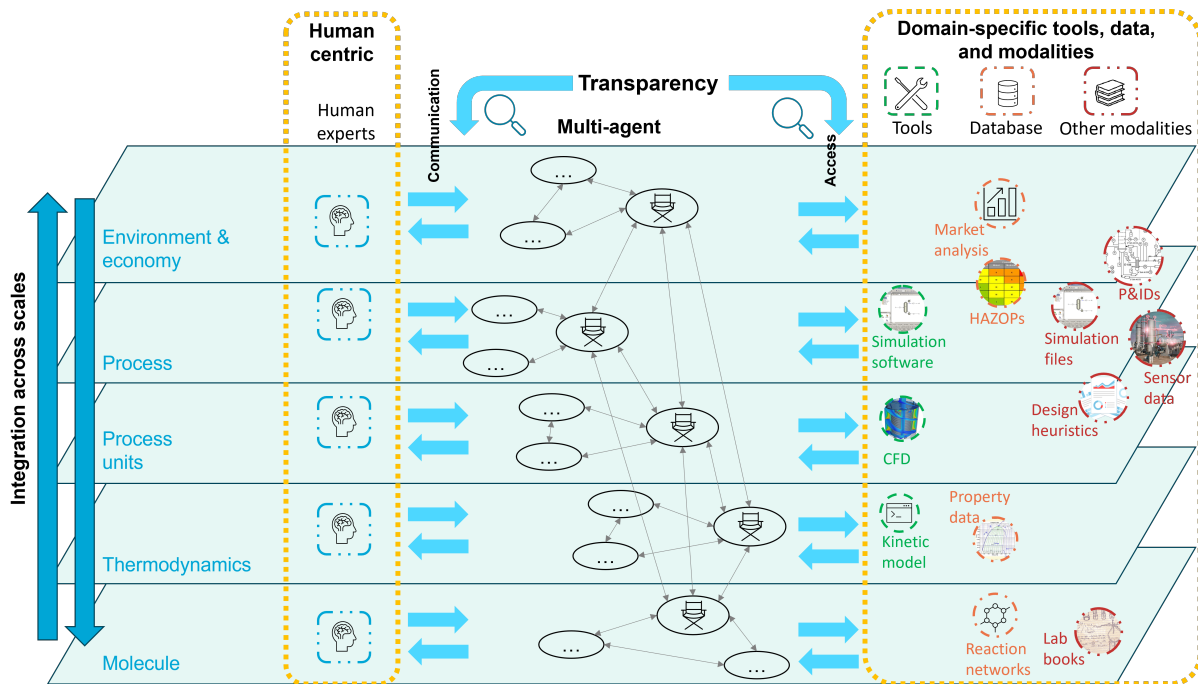 Human
centric
Human
experts
Communication
Transparency
Multi-agent
Access
Domain-specific tools, data,
and modalities
Tools
Database
Other modalities
Integration across scales
Environment &
economy
...
...
Market
analysis
P&IDs
HAZOPs
Process
...
...
Simulation
software
Simulation
files
Sensor
data
Process
units
...
...
CFD
Design
heuristics
Thermodynamics
...
...
Kinetic
model
Property
data
Molecule
...
...
Reaction
networks
Lab
books